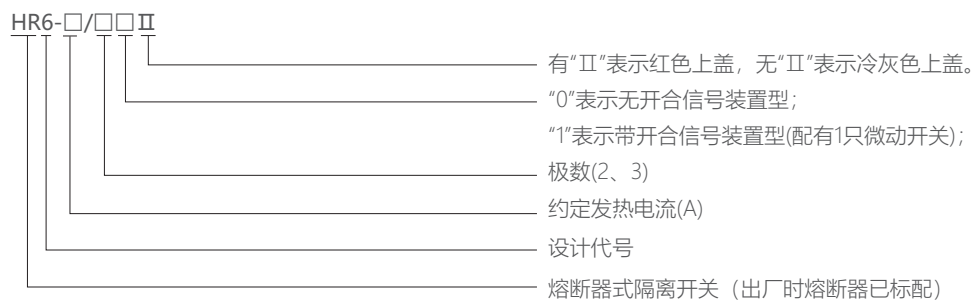 HR6-□/□□Ⅱ
有“Ⅱ”表示红色上盖，无“Ⅱ”表示冷灰色上盖。
“0”表示无开合信号装置型；
“1”表示带开合信号装置型(配有1只微动开关)；
极数(2、3)
约定发热电流(A)
设计代号
熔断器式隔离开关（出厂时熔断器已标配）